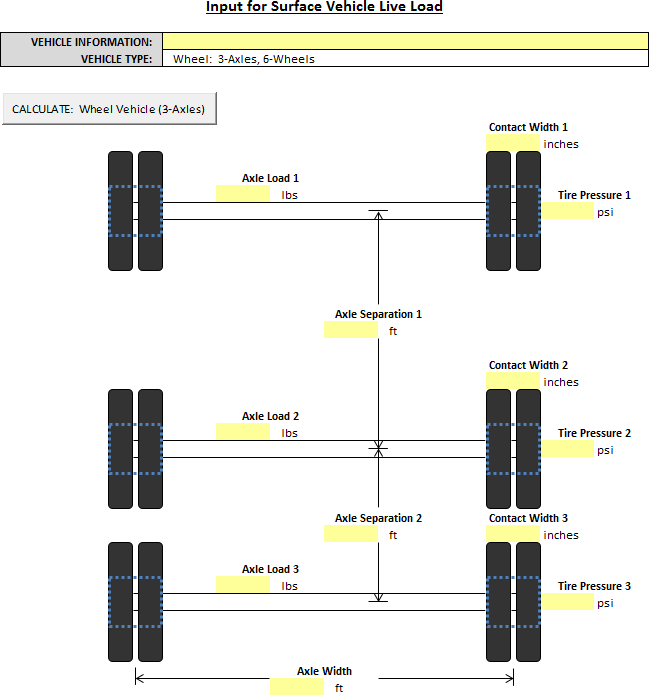 Input for Surface Vehicle Live Load
VEHICLE INFORMATION:
VEHICLE TYPE: Wheel: 3-Axles, 6-Wheels
CALCULATE: Wheel Vehicle (3-Axles)
Contact Width 1
inches
Axle Load 1
lbs
Tire Pressure 1
psi
Axle Separation 1
ft
Contact Width 2
inches
Axle Load 2
lbs
Tire Pressure 2
psi
Axle Separation 2
ft
Contact Width 3
inches
Axle Load 3
lbs
Tire Pressure 3
psi
Axle Width
ft